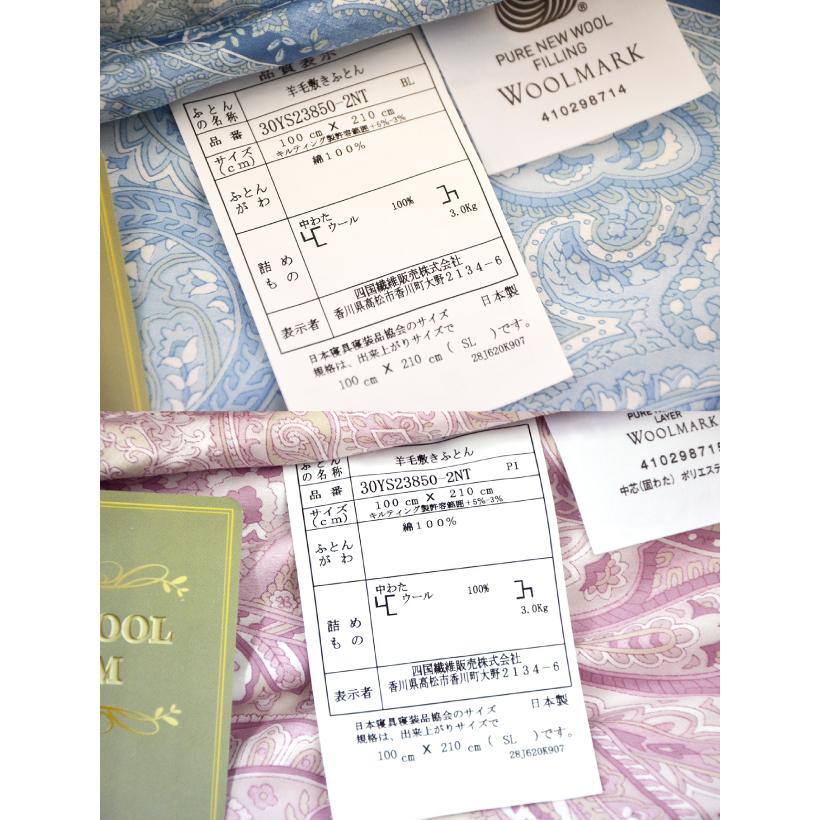 品質表示
ふとんの名称
羊毛敷きふとん
品番
30YS23850-2NT BL
サイズ(cm)
100 cm X 210 cm
キルティング製許容範囲+5%-3%
ふとんがわ
綿100%
詰めもの
中わた
ウール 100%
3.0Kg
表示者
四国繊維販売株式会社
香川県高松市香川町大野2134-6
日本製
日本寝具寝装品協会のサイズ
規格は、出来上がりサイズで
100 cm X 210 cm ( SL )です。
28J620K907
PURE NEW WOOL
FILLING
WOOLMARK
410298714
ふとんの名称
羊毛敷きふとん
品番
30YS23850-2NT PI
サイズ(cm)
100 cm X 210 cm
キルティング製許容範囲+5%-3%
ふとんがわ
綿100%
詰めもの
中わた
ウール 100%
3.0Kg
表示者
四国繊維販売株式会社
香川県高松市香川町大野2134-6
日本製
日本寝具寝装品協会のサイズ
規格は、出来上がりサイズで
100 cm X 210 cm ( SL )です。
28J620K907
LAYER
WOOLMARK
41029871
中芯(固わた) ポリエステ
OOL
M